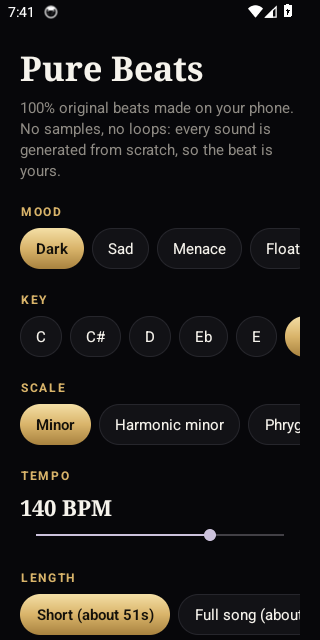 7:41
Pure Beats
100% original beats made on your phone.
No samples, no loops: every sound is
generated from scratch, so the beat is
yours.
MOOD
Dark Sad Menace Float
KEY
C C# D Eb E
SCALE
Minor Harmonic minor Phryg
TEMPO
140 BPM
LENGTH
Short (about 51s) Full song (about